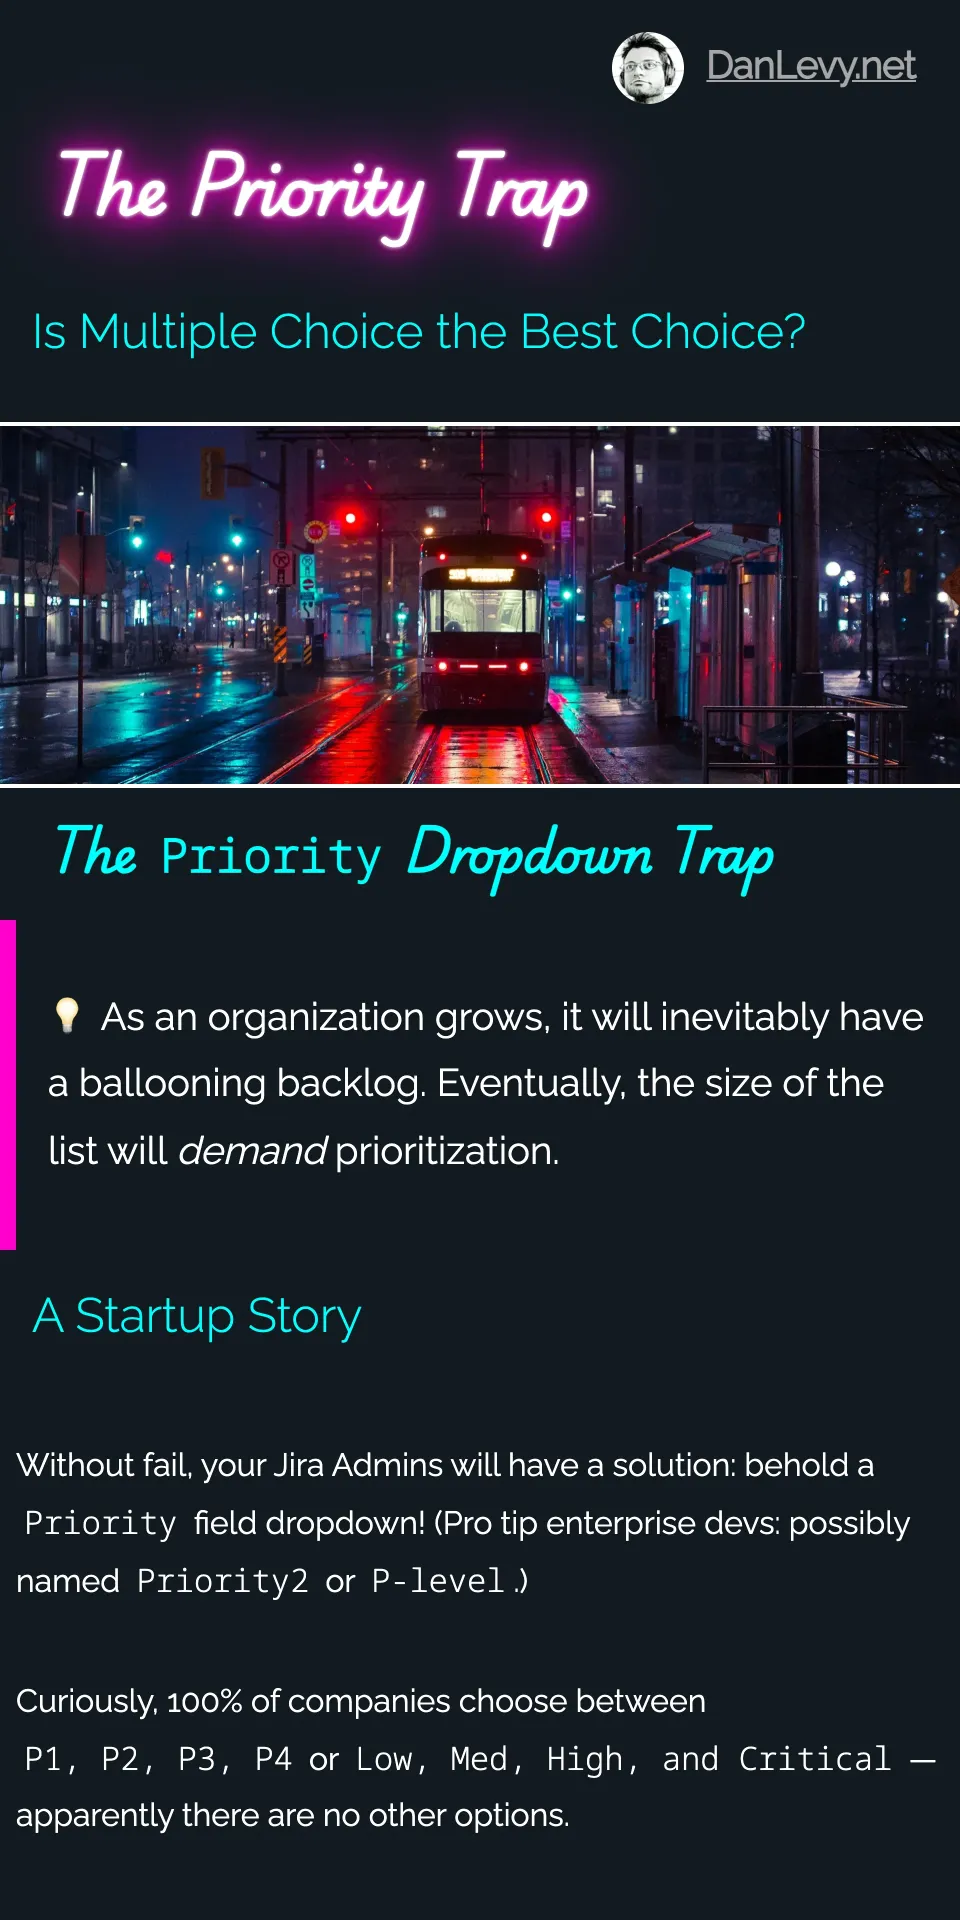 DanLevy.net
The Priority Trap
Is Multiple Choice the Best Choice?
The Priority Dropdown Trap
💡 As an organization grows, it will inevitably have
a ballooning backlog. Eventually, the size of the
list will demand prioritization.
A Startup Story
Without fail, your Jira Admins will have a solution: behold a
Priority field dropdown! (Pro tip enterprise devs: possibly
named Priority2 or P-level.)
Curiously, 100% of companies choose between
P1, P2, P3, P4 or Low, Med, High, and Critical —
apparently there are no other options.